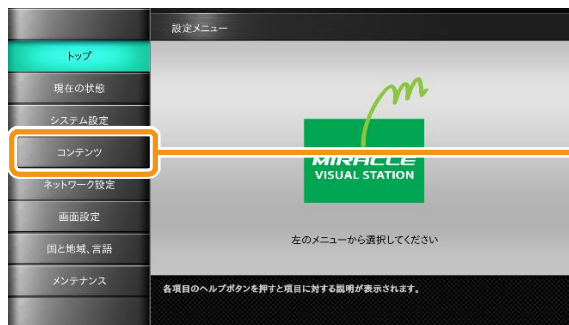 設定メニュー
トップ
現在の状態
システム設定
コンテンツ
ネットワーク設定
画面設定
国と地域、言語
メンテナンス
m
MIRACLE
VISUAL STATION
左のメニューから選択してください
各項目のヘルプボタンを押すと項目に対する説明が表示されます。